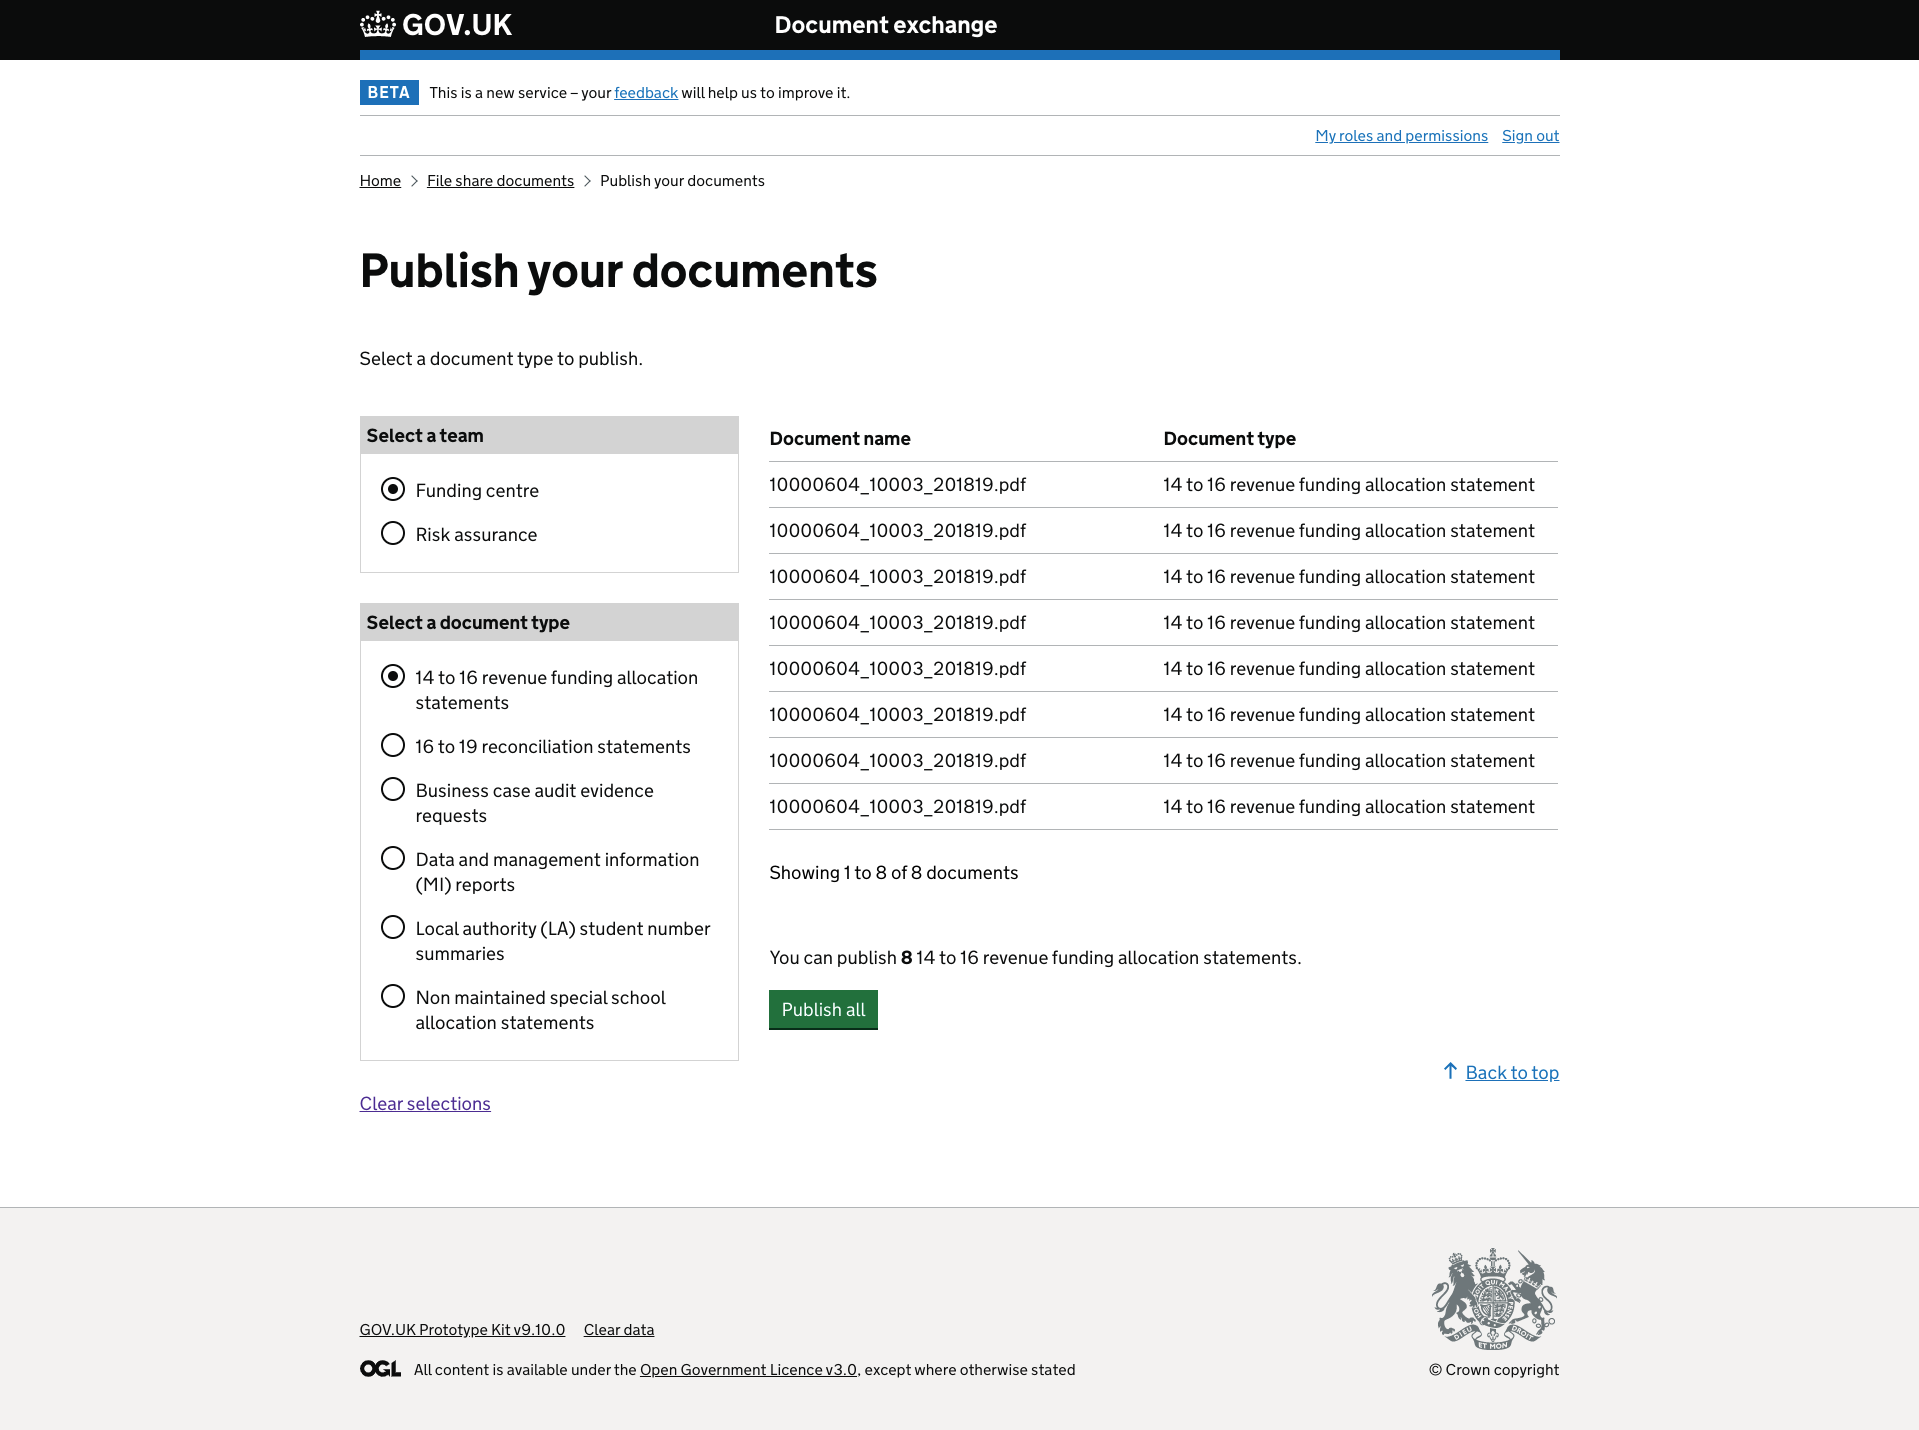 GOV.UK
Document exchange
BETA
This is a new service – your feedback will help us to improve it.
My roles and permissions
Sign out
Home
File share documents
Publish your documents
Publish your documents
Select a document type to publish.
Select a team
Funding centre
Risk assurance
Select a document type
14 to 16 revenue funding allocation
statements
16 to 19 reconciliation statements
Business case audit evidence
requests
Data and management information
(MI) reports
Local authority (LA) student number
summaries
Non maintained special school
allocation statements
Clear selections
Document name
Document type
10000604_10003_201819.pdf
14 to 16 revenue funding allocation statement
10000604_10003_201819.pdf
14 to 16 revenue funding allocation statement
10000604_10003_201819.pdf
14 to 16 revenue funding allocation statement
10000604_10003_201819.pdf
14 to 16 revenue funding allocation statement
10000604_10003_201819.pdf
14 to 16 revenue funding allocation statement
10000604_10003_201819.pdf
14 to 16 revenue funding allocation statement
10000604_10003_201819.pdf
14 to 16 revenue funding allocation statement
10000604_10003_201819.pdf
14 to 16 revenue funding allocation statement
Showing 1 to 8 of 8 documents
You can publish 8 14 to 16 revenue funding allocation statements.
Publish all
Back to top
GOV.UK Prototype Kit v9.10.0
Clear data
OGL
All content is available under the Open Government Licence v3.0, except where otherwise stated
DIEU ET MON DROIT
© Crown copyright